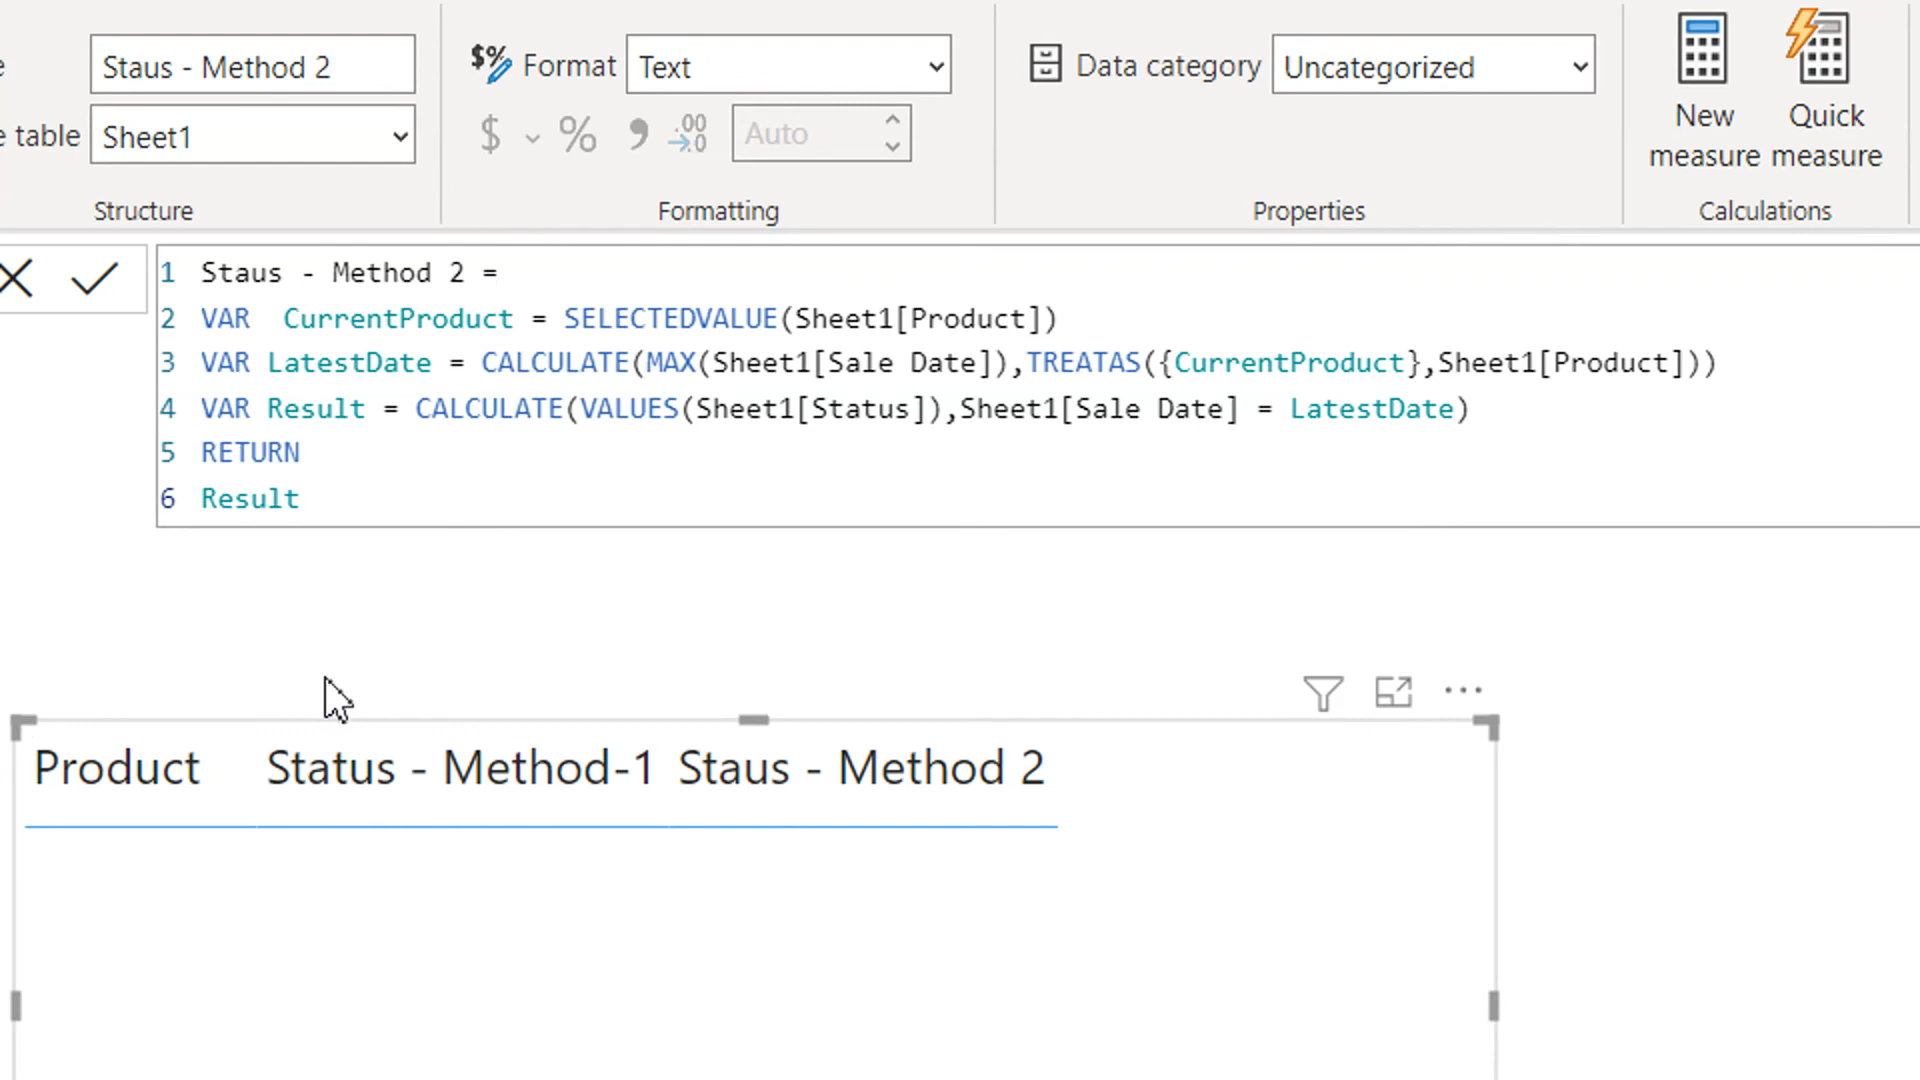 e
Staus - Method 2
$% Format
Text
Data category
Uncategorized
New measure
Quick measure
e table
Sheet1
$ % 9 .00 →.0
Auto
Structure
Formatting
Properties
Calculations
1 Staus - Method 2 =
2 VAR  CurrentProduct = SELECTEDVALUE(Sheet1[Product])
3 VAR LatestDate = CALCULATE(MAX(Sheet1[Sale Date]),TREATAS({CurrentProduct},Sheet1[Product]))
4 VAR Result = CALCULATE(VALUES(Sheet1[Status]),Sheet1[Sale Date] = LatestDate)
5 RETURN
6 Result
Product Status - Method-1 Staus - Method 2